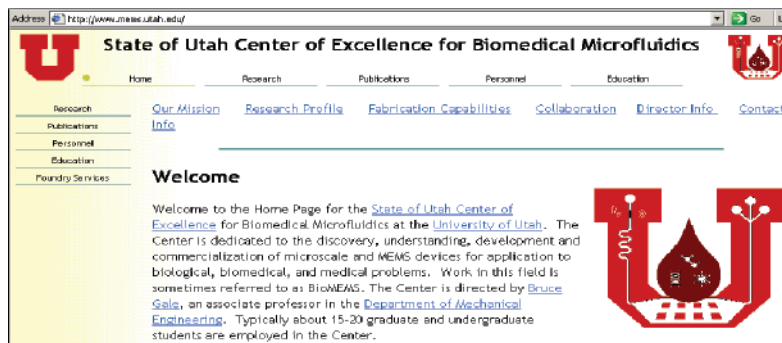 Address http://www.mems.utah.edu/ Go
State of Utah Center of Excellence for Biomedical Microfluidics
Home Research Publications Personnel Education
Research
Publications
Personnel
Education
Foundry Services
Our Mission Research Profile Fabrication Capabilities Collaboration Director Info Contact
Info
Welcome
Welcome to the Home Page for the State of Utah Center of
Excellence for Biomedical Microfluidics at the University of Utah. The
Center is dedicated to the discovery, understanding, development and
commercialization of microscale and MEMS devices for application to
biological, biomedical, and medical problems. Work in this field is
sometimes referred to as BioMEMS. The Center is directed by Bruce
Gale, an associate professor in the Department of Mechanical
Engineering. Typically about 15-20 graduate and undergraduate
students are employed in the Center.